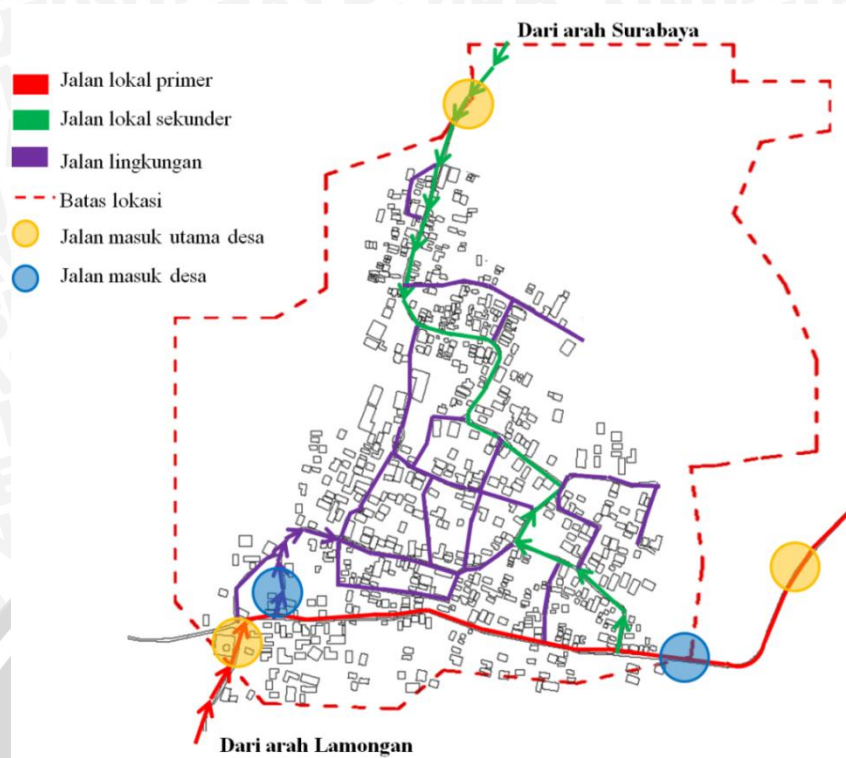 Dari arah Surabaya
Jalan lokal primer
Jalan lokal sekunder
Jalan lingkungan
Batas lokasi
Jalan masuk utama desa
Jalan masuk desa
Dari arah Lamongan